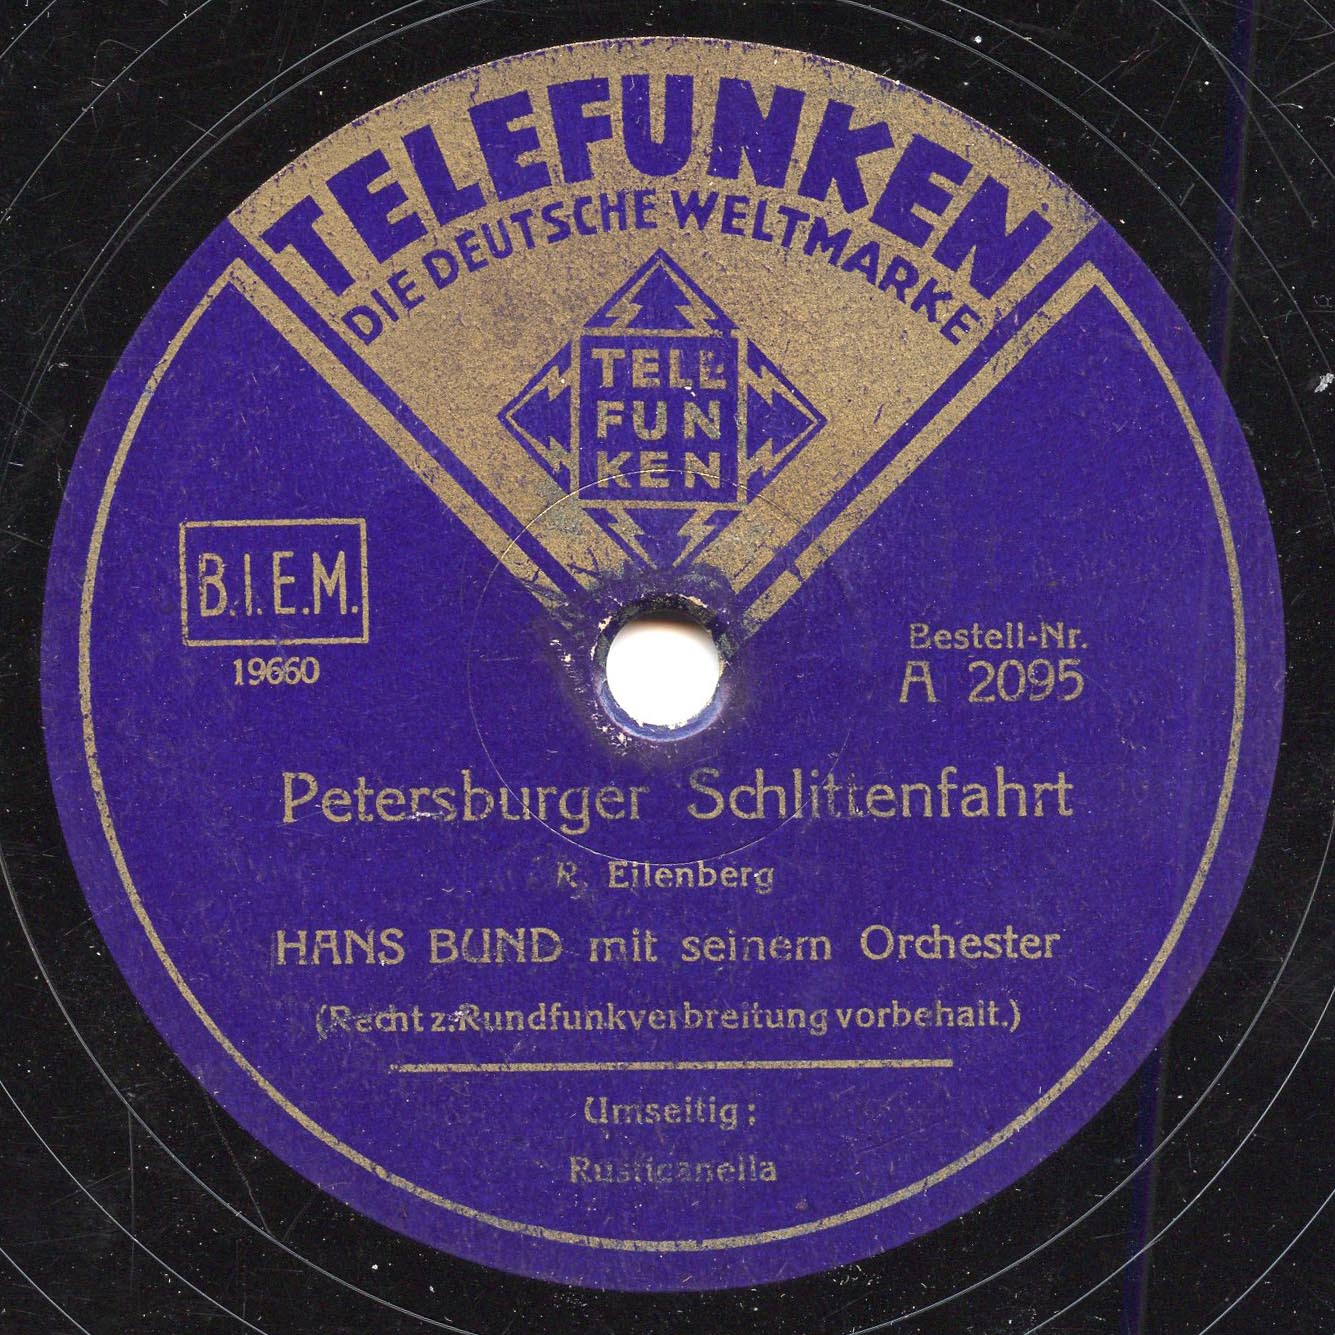 TELEFUNKEN
DIE DEUTSCHE WELTMARKE
TELE
FUN
KEN
B.I.E.M.
19660
Bestell-Nr.
A 2095
Petersburger Schlittenfahrt
R. Eilenberg
HANS BUND mit seinem Orchester
(Recht z. Rundfunkverbreitung vorbehalt.)
Umseitig:
Rusticanella